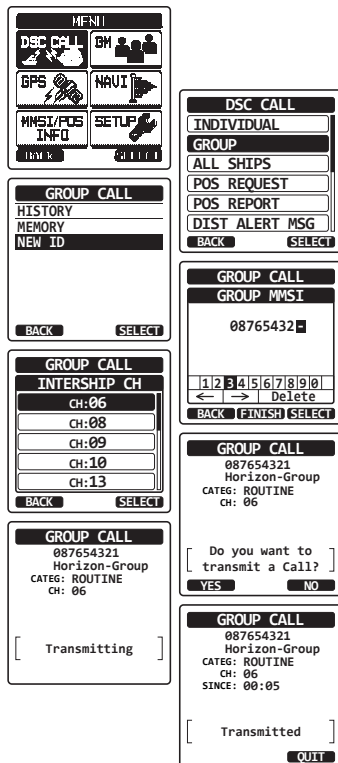 MENU
DSC CALL
GM
GPS
NAVI
MMSI/POS
INFO
SETUP
BACK
SELECT
DSC CALL
INDIVIDUAL
GROUP
ALL SHIPS
POS REQUEST
POS REPORT
DIST ALERT MSG
BACK SELECT
GROUP CALL
HISTORY
MEMORY
NEW ID
BACK SELECT
GROUP CALL
GROUP MMSI
08765432-
1 2 3 4 5 6 7 8 9 0
← → Delete
BACK FINISH SELECT
GROUP CALL
INTERSHIP CH
CH:06
CH:08
CH:09
CH:10
CH:13
BACK SELECT
GROUP CALL
087654321
Horizon-Group
CATEG: ROUTINE
CH: 06
[ Do you want to
transmit a Call? ]
YES NO
GROUP CALL
087654321
Horizon-Group
CATEG: ROUTINE
CH: 06
[ Transmitting ]
GROUP CALL
087654321
Horizon-Group
CATEG: ROUTINE
CH: 06
SINCE: 00:05
[ Transmitted ]
QUIT